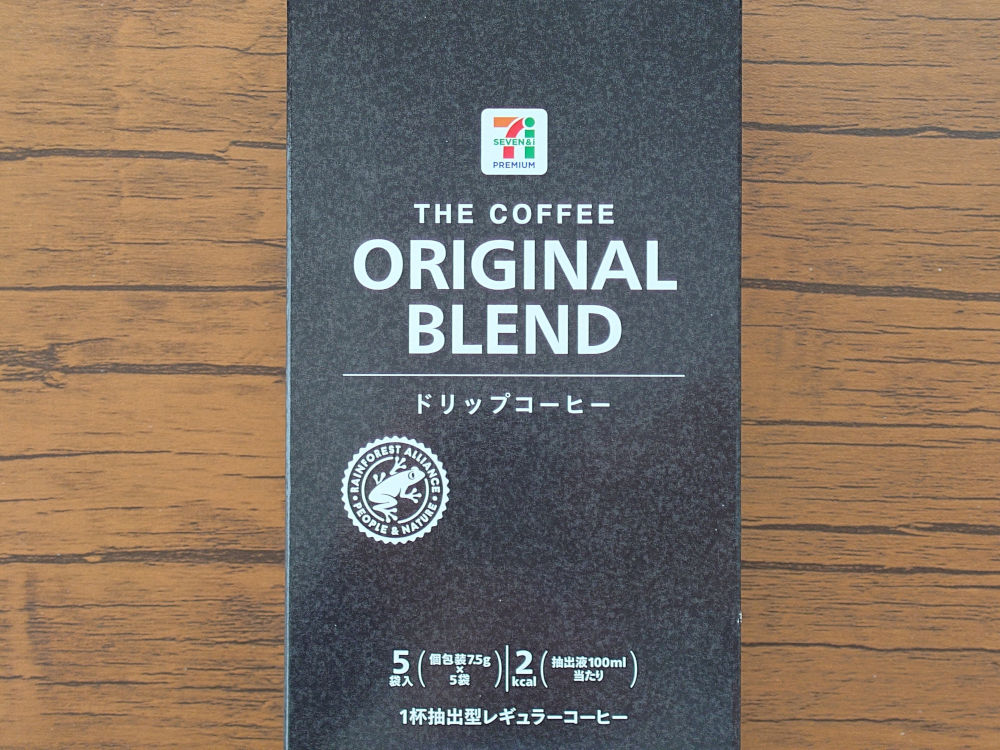 SEVEN&i
PREMIUM
THE COFFEE
ORIGINAL
BLEND
ドリップコーヒー
RAINFOREST ALLIANCE
PEOPLE & NATURE
5袋入(個包装7.5g×5袋) 2kcal(抽出液100ml当たり)
1杯抽出型レギュラーコーヒー